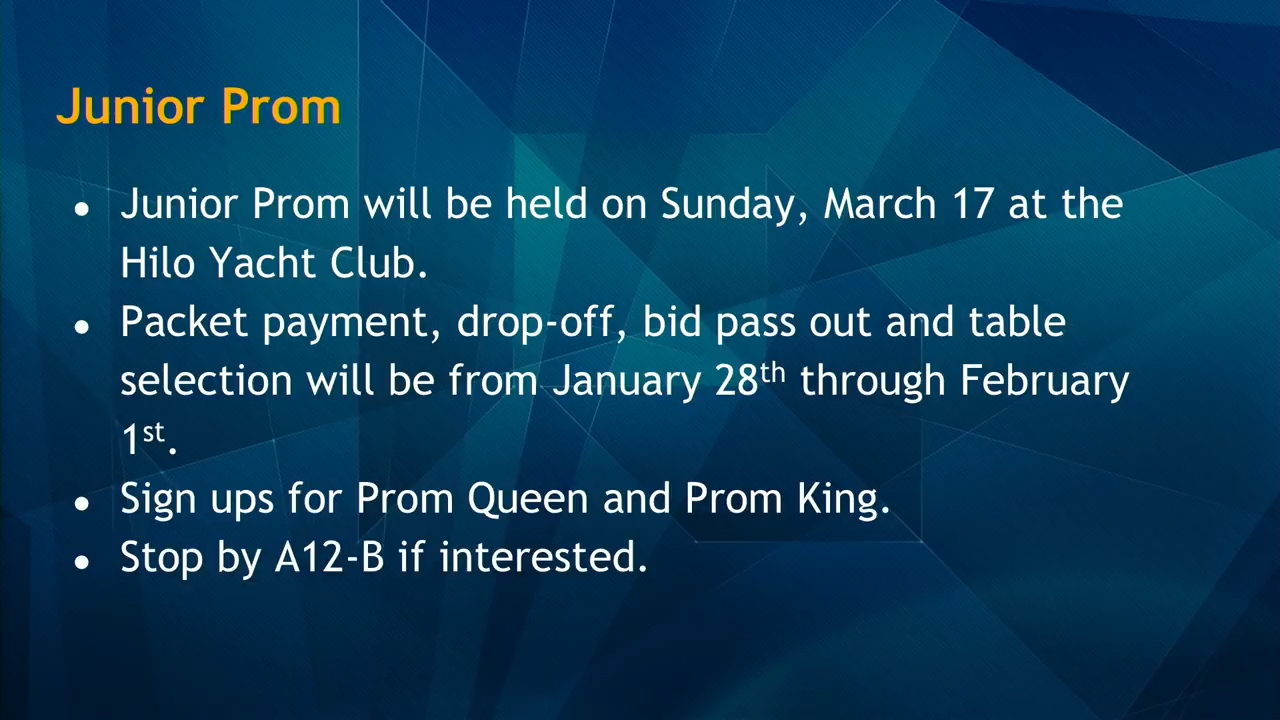 Junior Prom
• Junior Prom will be held on Sunday, March 17 at the
Hilo Yacht Club.
• Packet payment, drop-off, bid pass out and table
selection will be from January 28th through February
1st.
• Sign ups for Prom Queen and Prom King.
• Stop by A12-B if interested.